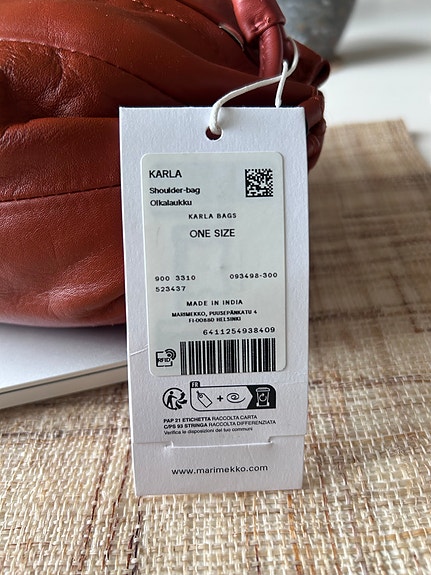 KARLA
Shoulder-bag
Olkalaukku
KARLA BAGS
ONE SIZE
900 3310 093498-300
523437
MADE IN INDIA
MARIMEKKO, PUUSEPÄNKATU 4
FI-00880 HELSINKI
6411254938409
RFID
FR
+
PAP 21 ETICHETTA RACCOLTA CARTA
C/PS 93 STRINGA RACCOLTA DIFFERENZIATA
Verifica le disposizioni del tuo comuni
www.marimekko.com